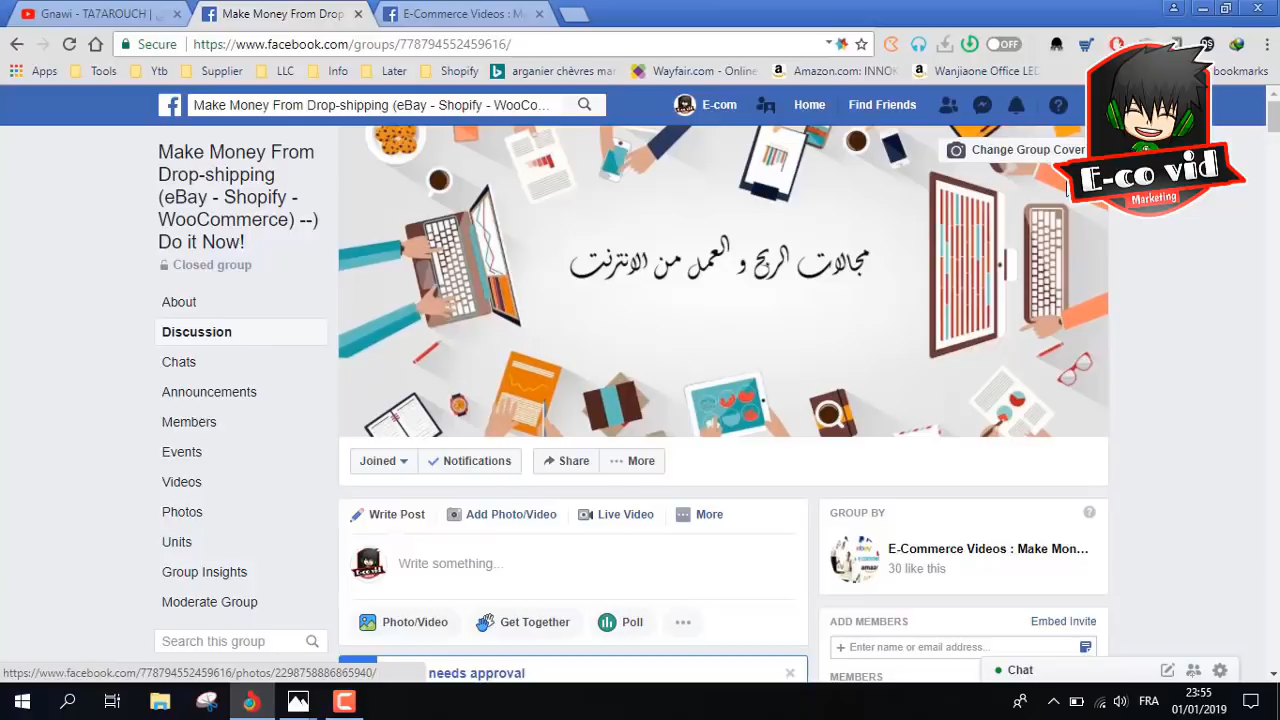 Gnawi - TA7AROUCH |
Make Money From Drop
E-Commerce Videos : M
Secure
https://www.facebook.com/groups/778794552459616/
OFF
Apps
Tools
Ytb
Supplier
LLC
Info
Later
Shopify
arganier chèvres ma
Wayfair.com - Online
Amazon.com: INNOK
Wanjiaone Office LED
bookmarks
Make Money From Drop-shipping (eBay - Shopify - WooCo...
E-com
Home
Find Friends
Change Group Cover
E-co vid
Marketing
Make Money From
Drop-shipping
(eBay - Shopify -
WooCommerce) --)
Do it Now!
Closed group
About
Discussion
Chats
Announcements
Members
Events
Videos
Photos
Units
Group Insights
Moderate Group
Search this group
مجالات الربح و العمل من الانترنت
Joined
Notifications
Share
More
Write Post
Add Photo/Video
Live Video
More
Write something...
Photo/Video
Get Together
Poll
needs approval
GROUP BY
E-Commerce Videos : Make Mon...
30 like this
ADD MEMBERS
Embed Invite
Enter name or email address...
MEMBERS
Chat
https://www.facebook.com/778794552459616/photos/2298758886865940/
FRA
23:55
01/01/2019